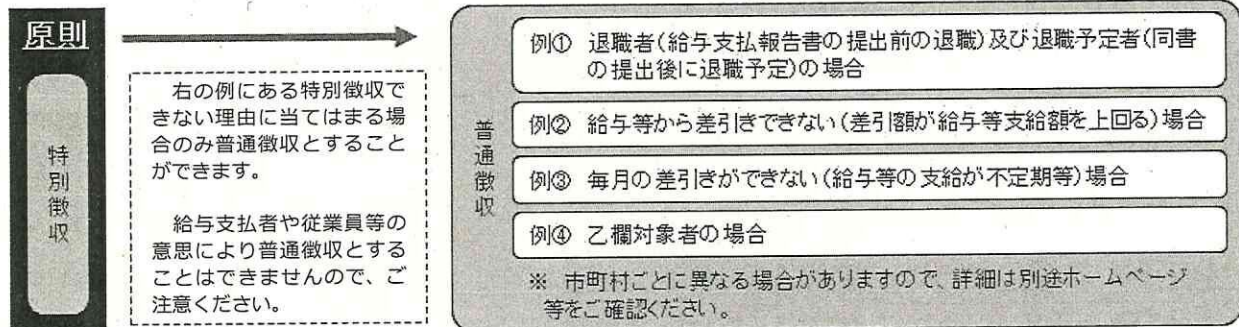 原則
特別徴収
右の例にある特別徴収で
きない理由に当てはまる場
合のみ普通徴収とすること
ができます。
給与支払者や従業員等の
意思により普通徴収とする
ことはできませんので、ご
注意ください。
普通徴収
例① 退職者(給与支払報告書の提出前の退職)及び退職予定者(同書
の提出後に退職予定)の場合
例② 給与等から差引きできない(差引額が給与等支給額を上回る)場合
例③ 毎月の差引きができない(給与等の支給が不定期等)場合
例④ 乙欄対象者の場合
※ 市町村ごとに異なる場合がありますので、詳細は別途ホームページ
等をご確認ください。